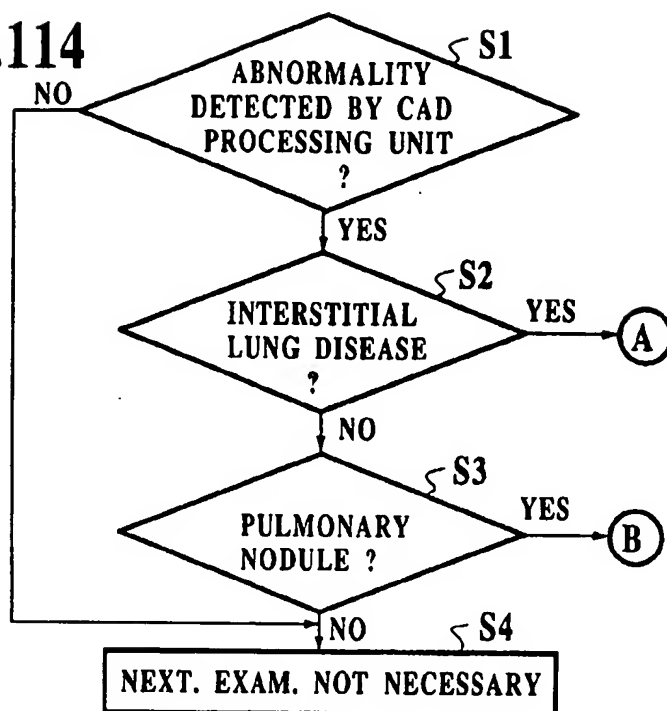 .114
S1
ABNORMALITY
DETECTED BY CAD
PROCESSING UNIT
?
NO
YES
S2
INTERSTITIAL
LUNG DISEASE
?
YES
A
NO
S3
PULMONARY
NODULE ?
YES
B
NO
S4
NEXT. EXAM. NOT NECESSARY